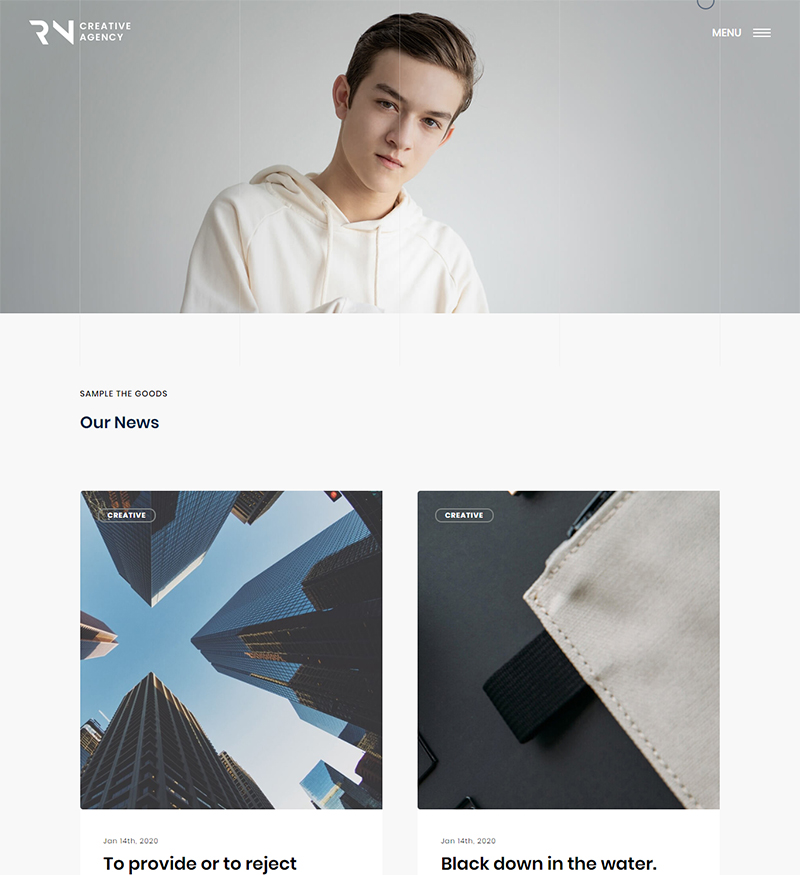 RN CREATIVE
AGENCY
MENU
SAMPLE THE GOODS
Our News
CREATIVE
CREATIVE
Jan 14th, 2020
To provide or to reject
Jan 14th, 2020
Black down in the water.